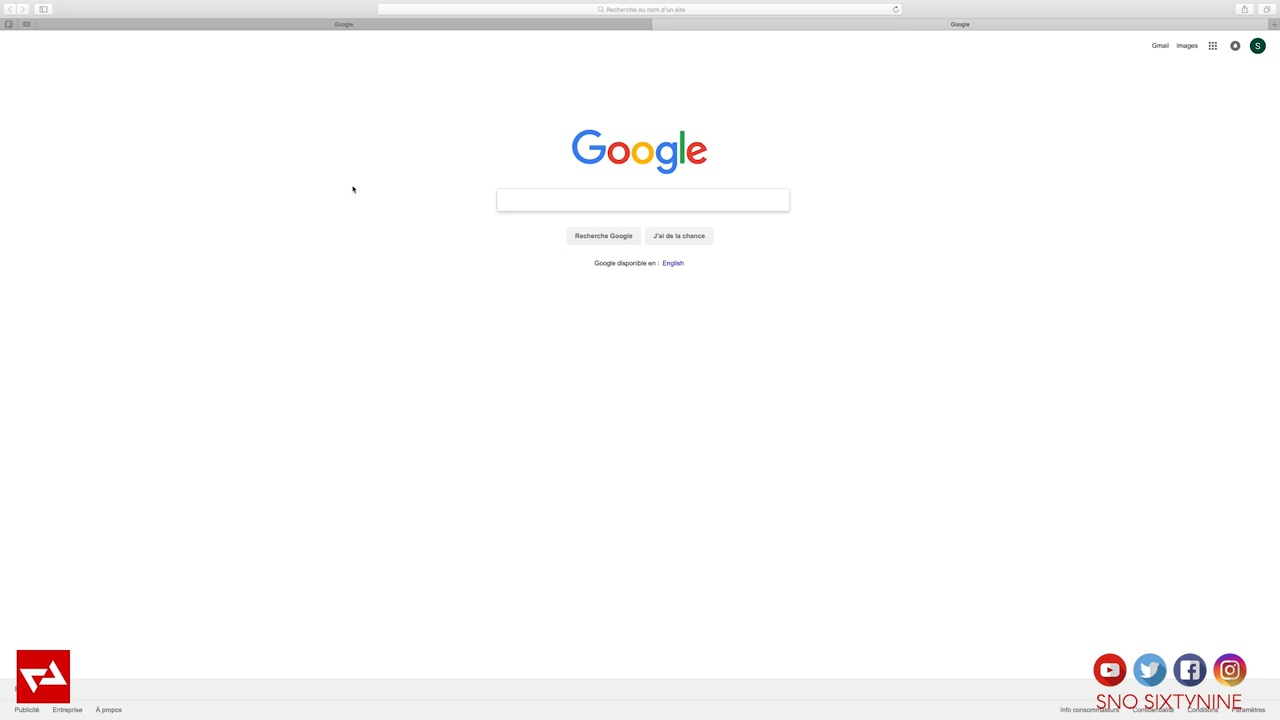 Recherche ou nom d'un site
Google
Google
Gmail Images S
Google
Recherche Google J'ai de la chance
Google disponible en : English
SNO SIXTYNINE
Publicité Entreprise À propos
Info consommateurs Confidentialité Conditions Paramètres